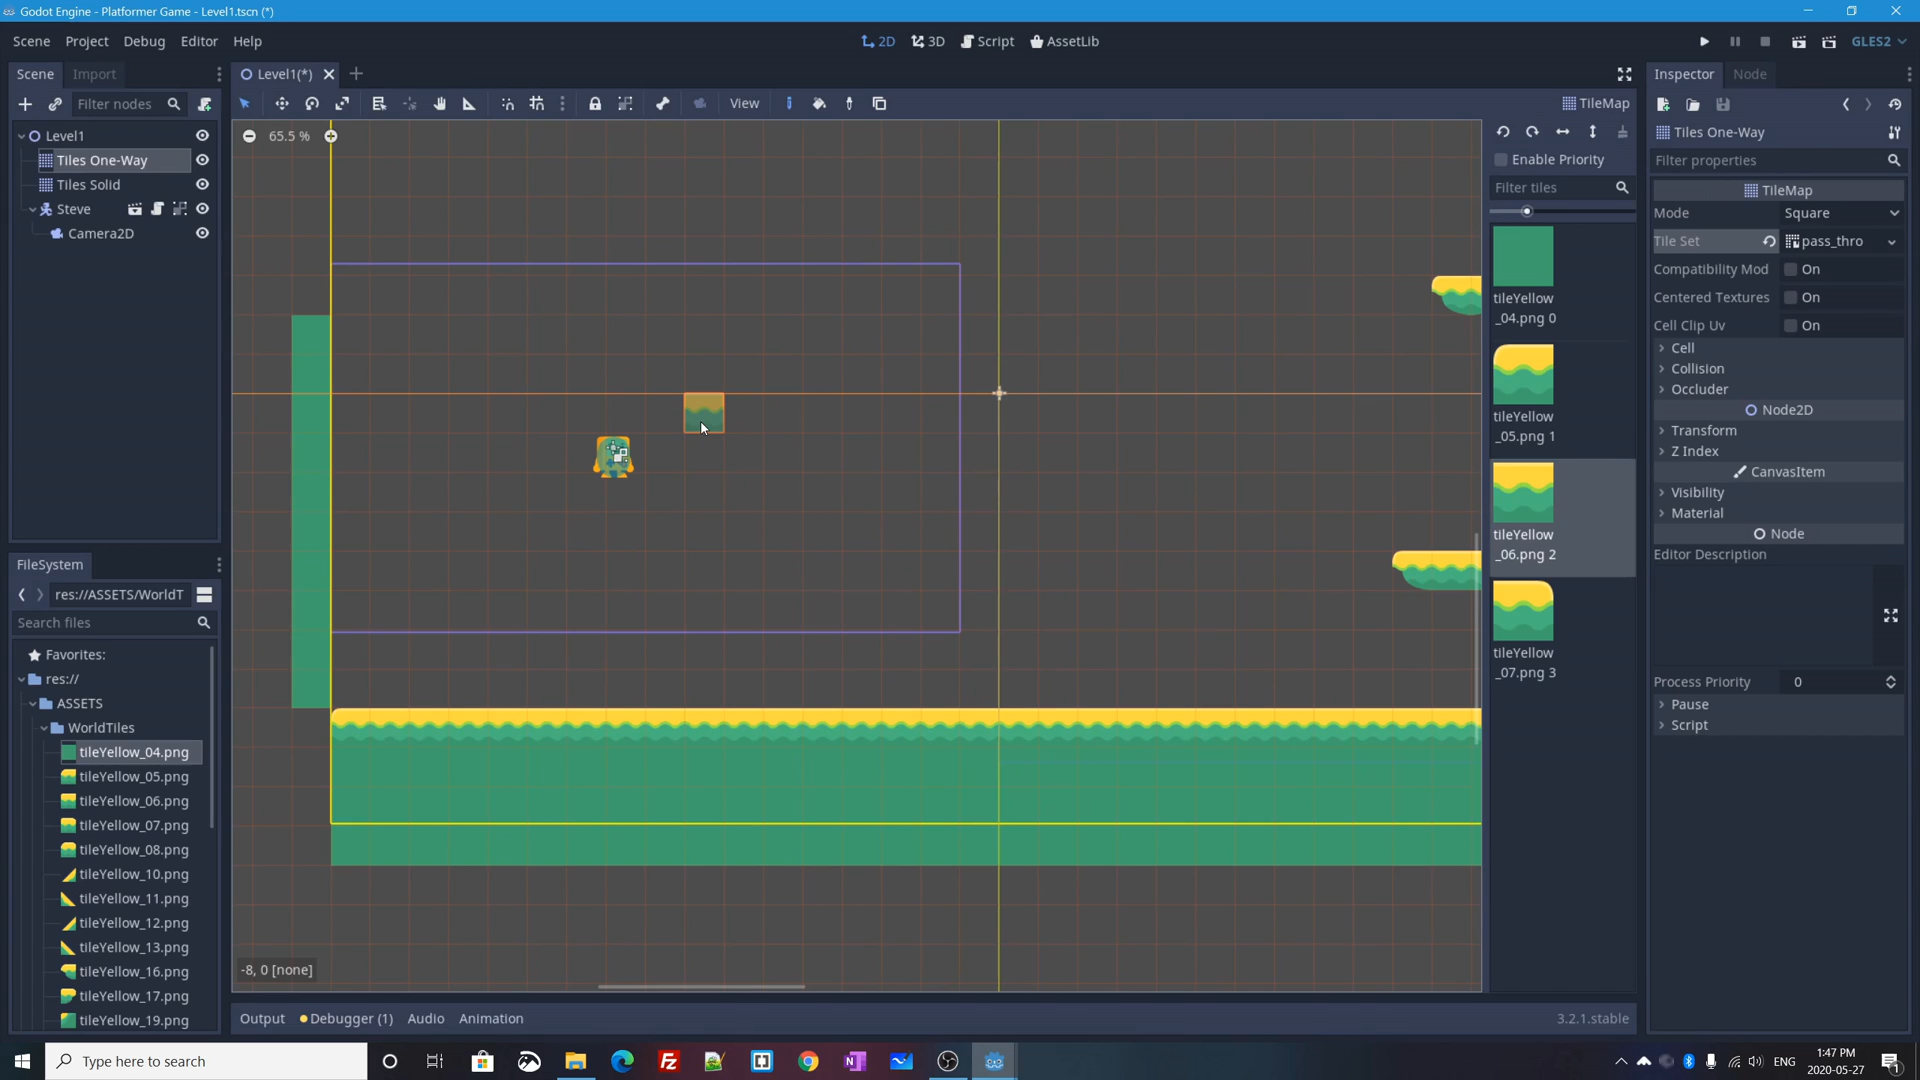 Godot Engine - Platformer Game - Level1.tscn (*)
Scene Project Debug Editor Help
2D 3D Script AssetLib
GLES2
Scene Import
Level1(*)
Inspector Node
Filter nodes
View
TileMap
65.5 %
Level1
Tiles One-Way
Tiles Solid
Steve
Camera2D
Enable Priority
Filter tiles
tileYellow
_04.png 0
tileYellow
_05.png 1
tileYellow
_06.png 2
tileYellow
_07.png 3
Tiles One-Way
Filter properties
TileMap
Mode Square
Tile Set pass_thro
Compatibility Mod On
Centered Textures On
Cell Clip Uv On
Cell
Collision
Occluder
Node2D
Transform
Z Index
CanvasItem
Visibility
Material
Node
Editor Description
Process Priority 0
Pause
Script
FileSystem
res://ASSETS/WorldT
Search files
Favorites:
res://
ASSETS
WorldTiles
tileYellow_04.png
tileYellow_05.png
tileYellow_06.png
tileYellow_07.png
tileYellow_08.png
tileYellow_10.png
tileYellow_11.png
tileYellow_12.png
tileYellow_13.png
tileYellow_16.png
tileYellow_17.png
tileYellow_19.png
-8, 0 [none]
Output Debugger (1) Audio Animation
3.2.1.stable
Type here to search
ENG
1:47 PM
2020-05-27
1